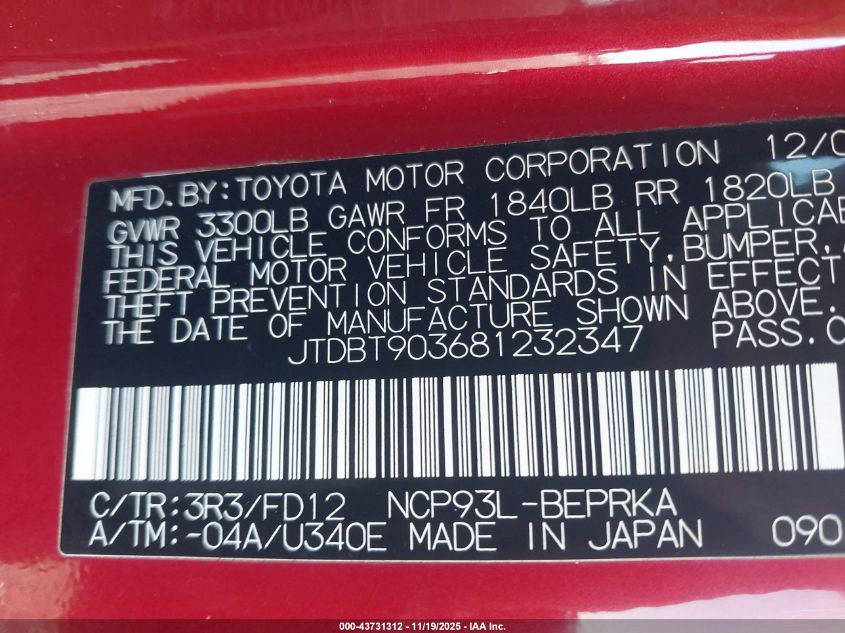 MFD.BY:TOYOTA MOTOR CORPORATION 12/0
GVWR 3300LB GAWR FR 1840LB RR 1820LB
THIS VEHICLE CONFORMS TO ALL APPLICAB
FEDERAL MOTOR VEHICLE SAFETY,BUMPER,
THEFT PREVENTION STANDARDS IN EFFECT
THE DATE OF MANUFACTURE SHOWN ABOVE.
JTDBT903681232347 PASS.C
C/TR:3R3/FD12 NCP93L-BEPRKA
A/TM:-04A/U340E MADE IN JAPAN 090
000-43731312 - 11/19/2025 - IAA Inc.